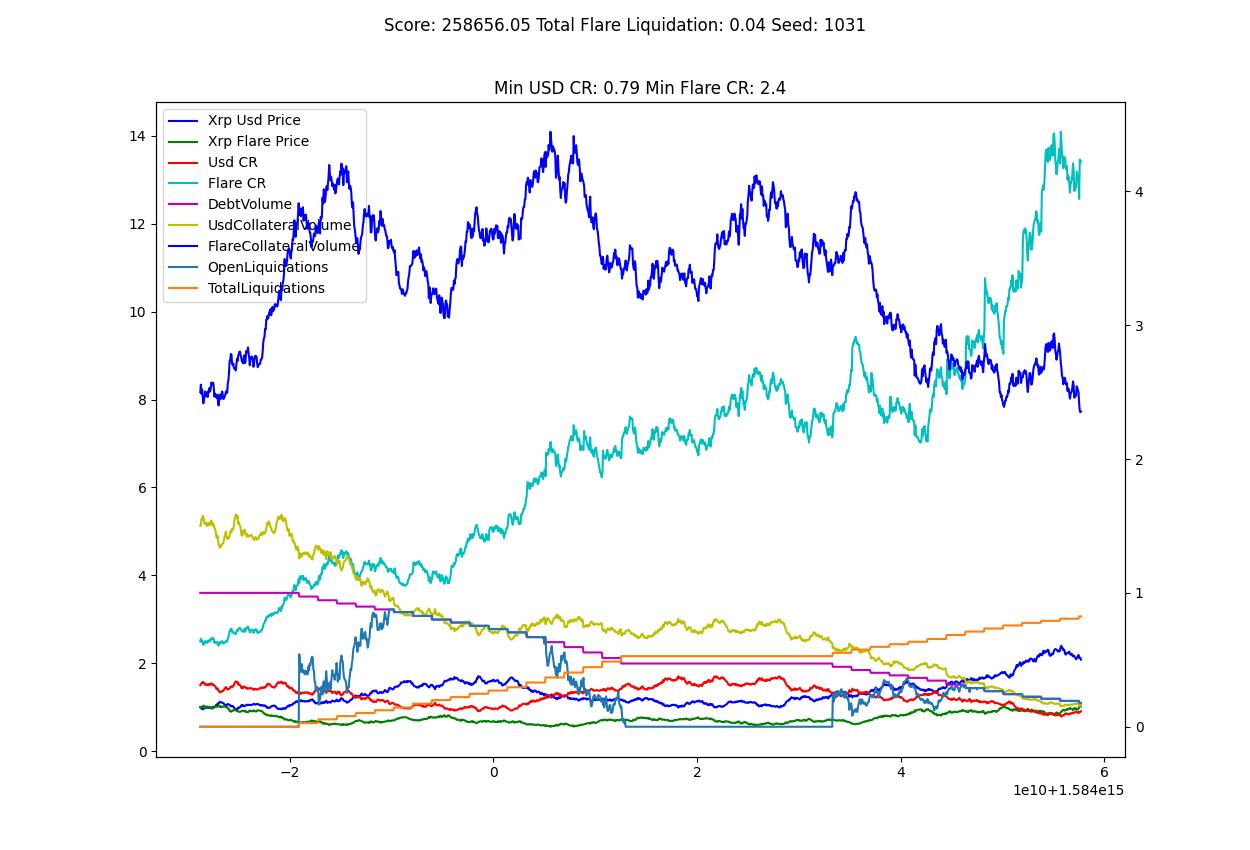 Score: 258656.05 Total Flare Liquidation: 0.04 Seed: 1031
Min USD CR: 0.79 Min Flare CR: 2.4
Xrp Usd Price
Xrp Flare Price
Usd CR
Flare CR
DebtVolume
UsdCollateralVolume
FlareCollateralVolume
OpenLiquidations
TotalLiquidations
14
12
10
8
6
4
2
0
4
3
2
1
0
−2
0
2
4
6
1e10+1.584e15